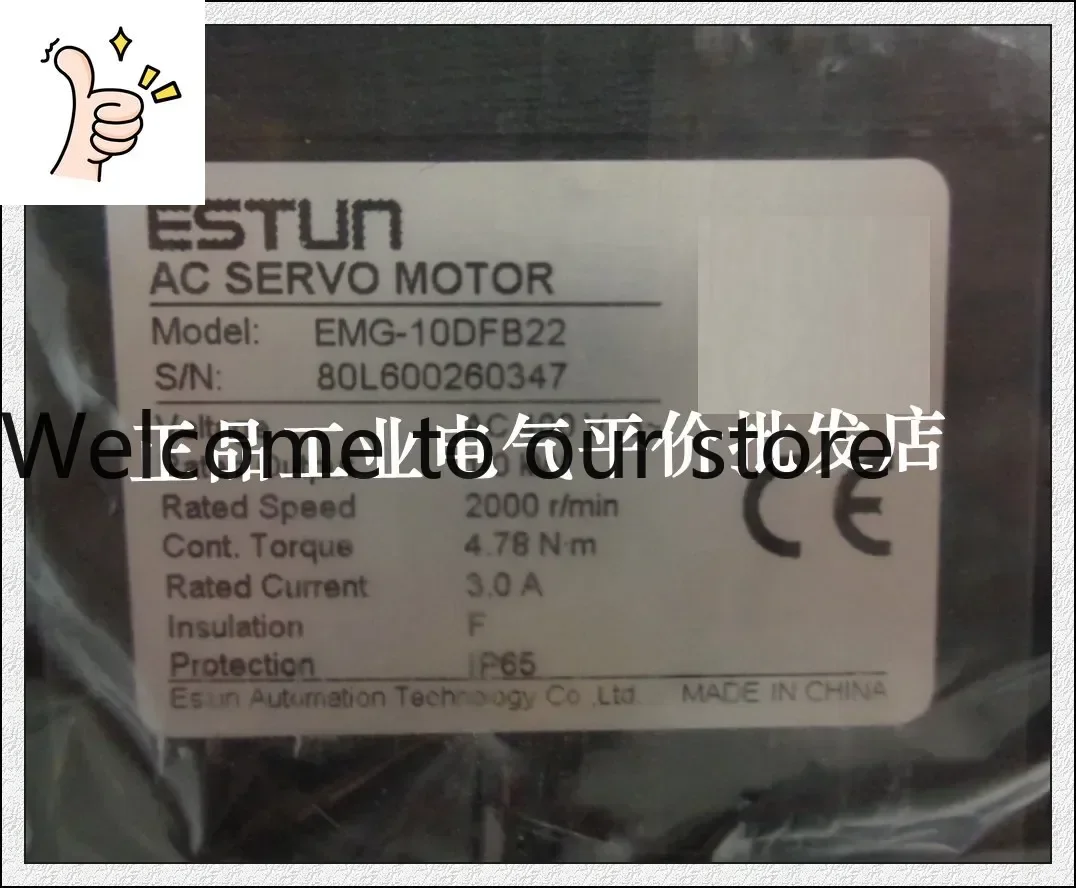 ESTUN
AC SERVO MOTOR
Model: EMG-10DFB22
S/N: 80L600260347
Welcome to our store
正品工业电气平价批发店
Rated Speed 2000 r/min
Cont. Torque 4.78 N·m
Rated Current 3.0 A
Insulation F
Protection IP65
CE
Estun Automation Technology Co.,Ltd. MADE IN CHINA